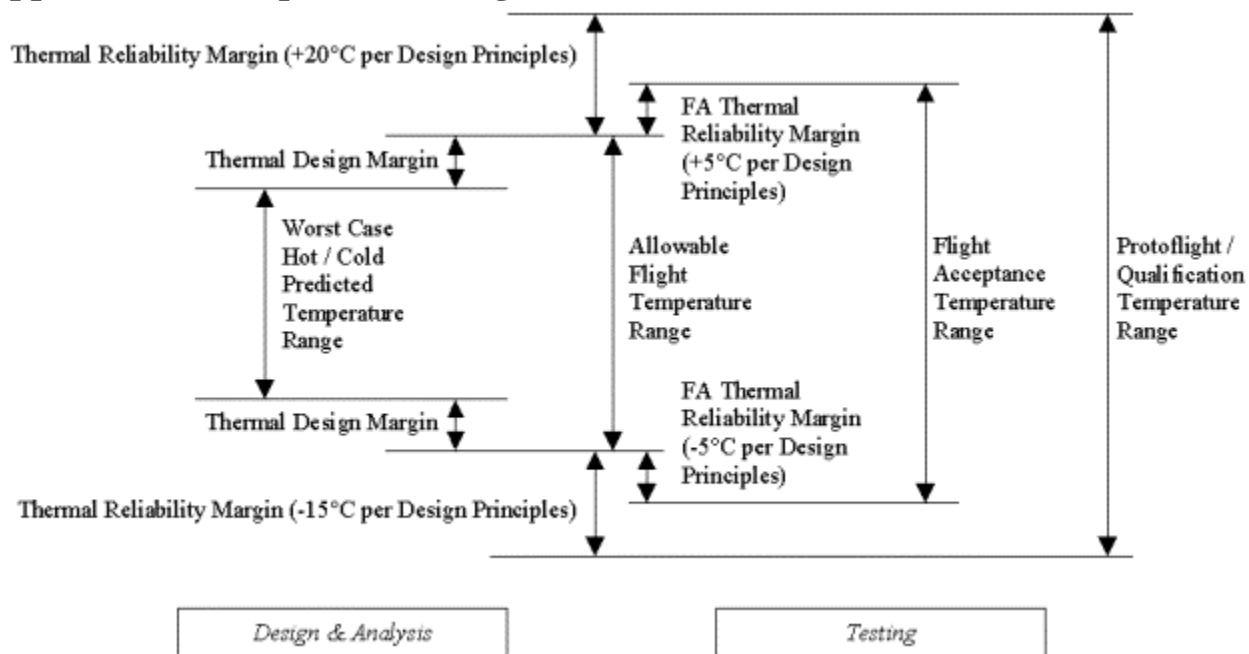 Thermal Reliability Margin (+20°C per Design Principles)
FA Thermal
Reliability Margin
(+5°C per Design
Principles)
Thermal Design Margin
Worst Case
Hot / Cold
Predicted
Temperature
Range
Allowable
Flight
Temperature
Range
Flight
Acceptance
Temperature
Range
Protoflight /
Qualification
Temperature
Range
Thermal Design Margin
FA Thermal
Reliability Margin
(-5°C per Design
Principles)
Thermal Reliability Margin (-15°C per Design Principles)
Design & Analysis
Testing